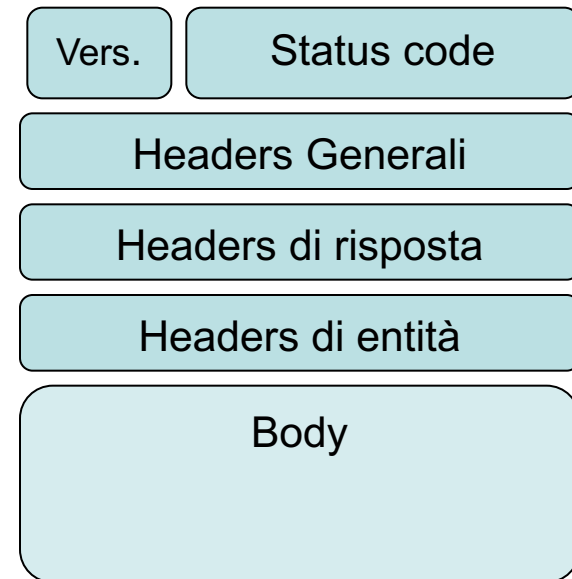 Vers. Status code
Headers Generali
Headers di risposta
Headers di entità
Body